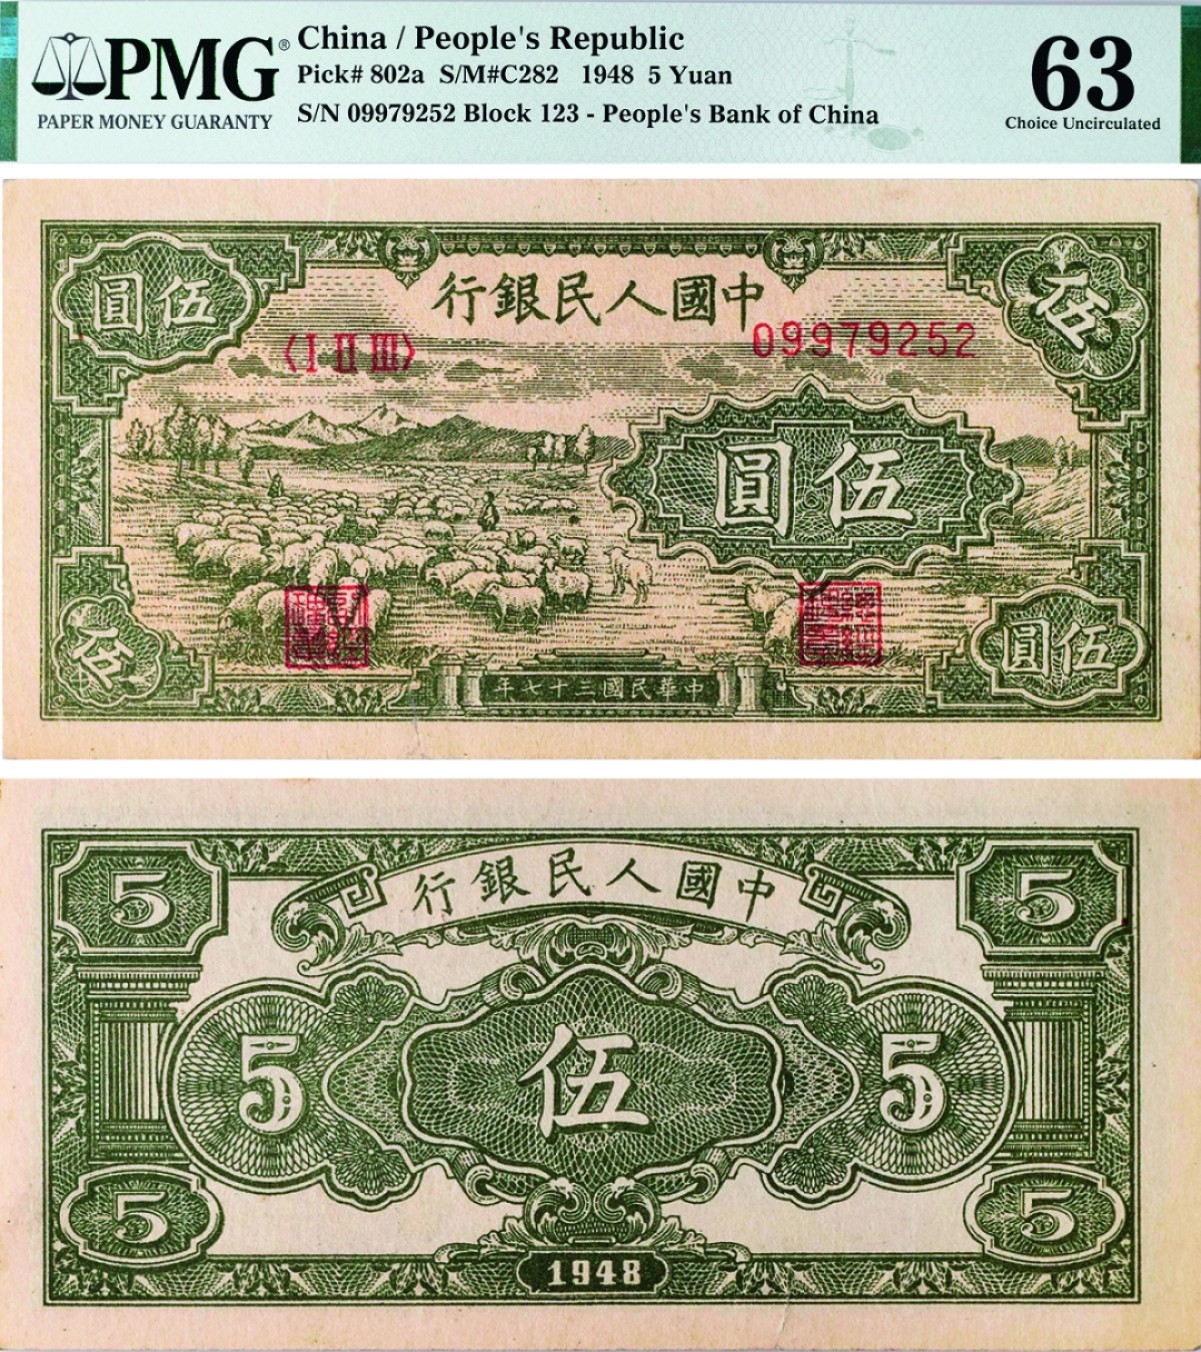 PMG®
PAPER MONEY GUARANTY
China / People's Republic
Pick# 802a S/M#C282 1948 5 Yuan
S/N 09979252 Block 123 - People's Bank of China
63
Choice Uncirculated
行銀民人國中
圓伍
伍
〈I II III〉
09979252
圓伍
伍
圓伍
年七十三國民華中
行銀民人國中
5
5
5
伍
5
5
5
1948